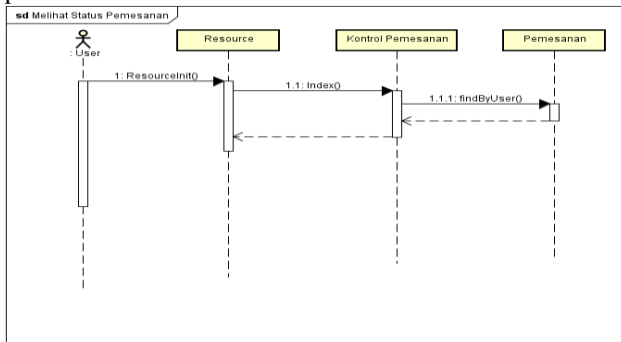 sd Melihat Status Pemesanan
: User
Resource
Kontrol Pemesanan
Pemesanan
1: ResourceInit()
1.1: Index()
1.1.1: findByUser()